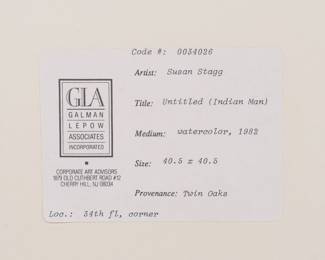 Code #: 0034026
Artist: Susan Stagg
GLA
GALMAN
LEPOW
ASSOCIATES
INCORPORATED
Title: Untitled (Indian Man)
Medium: watercolor, 1982
Size: 40.5 x 40.5
CORPORATE ART ADVISORS
1879 OLD CUTHBERT ROAD #12
CHERRY HILL, NJ 08034
Provenance: Twin Oaks
Loc.: 34th fl, corner